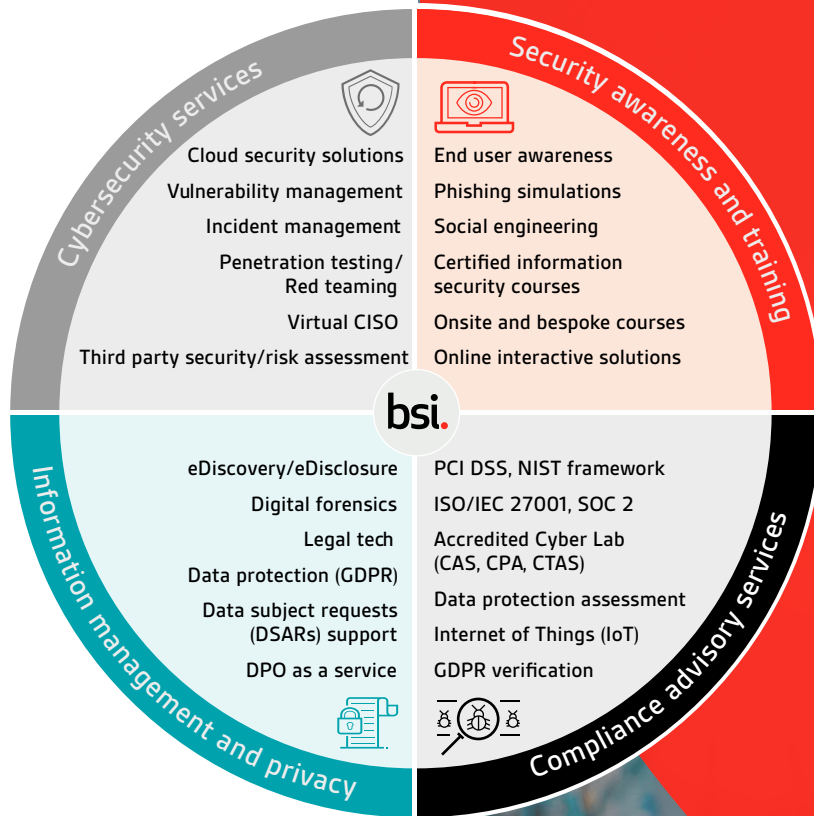 Cybersecurity services
Cloud security solutions
Vulnerability management
Incident management
Penetration testing/
Red teaming
Virtual CISO
Third party security/risk assessment
Security awareness and training
End user awareness
Phishing simulations
Social engineering
Certified information
security courses
Onsite and bespoke courses
Online interactive solutions
bsi.
Information management and privacy
eDiscovery/eDisclosure
Digital forensics
Legal tech
Data protection (GDPR)
Data subject requests
(DSARs) support
DPO as a service
Compliance advisory services
PCI DSS, NIST framework
ISO/IEC 27001, SOC 2
Accredited Cyber Lab
(CAS, CPA, CTAS)
Data protection assessment
Internet of Things (IoT)
GDPR verification